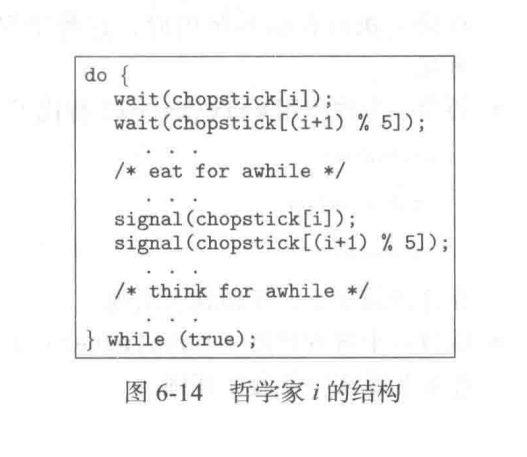 do {
wait(chopstick[i]);
wait(chopstick[(i+1) % 5]);
. . .
/* eat for awhile */
. . .
signal(chopstick[i]);
signal(chopstick[(i+1) % 5]);
. . .
/* think for awhile */
. . .
} while (true);
图 6-14 哲学家 i 的结构